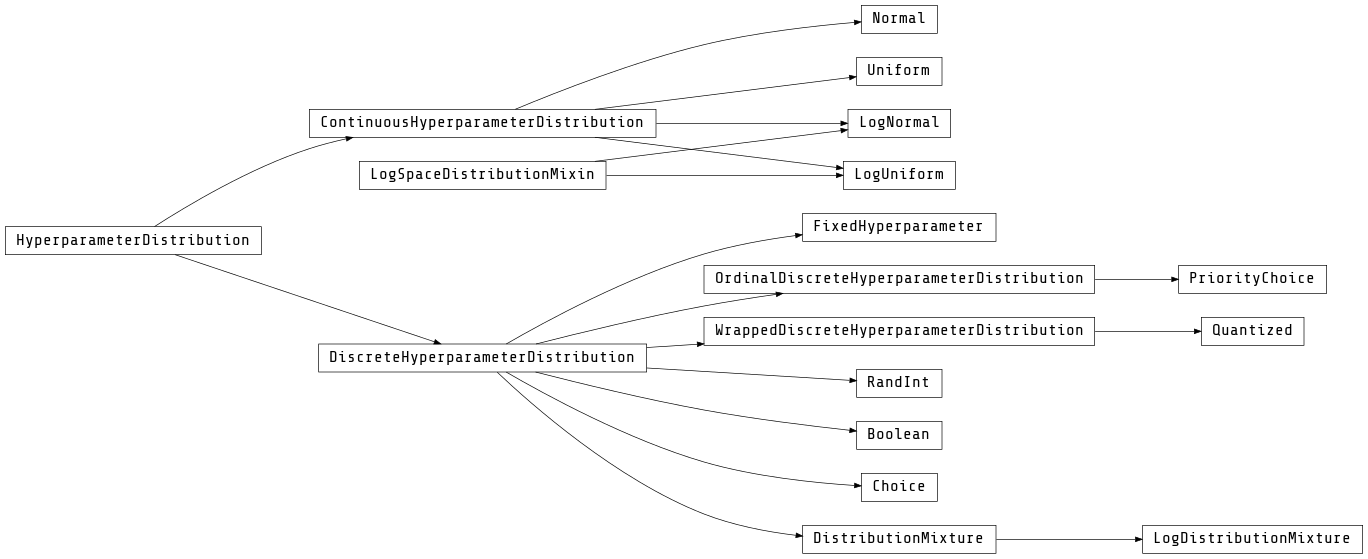 Normal
Uniform
ContinuousHyperparameterDistribution
LogNormal
LogSpaceDistributionMixin
LogUniform
HyperparameterDistribution
FixedHyperparameter
OrdinalDiscreteHyperparameterDistribution
PriorityChoice
WrappedDiscreteHyperparameterDistribution
Quantized
DiscreteHyperparameterDistribution
RandInt
Boolean
Choice
DistributionMixture
LogDistributionMixture